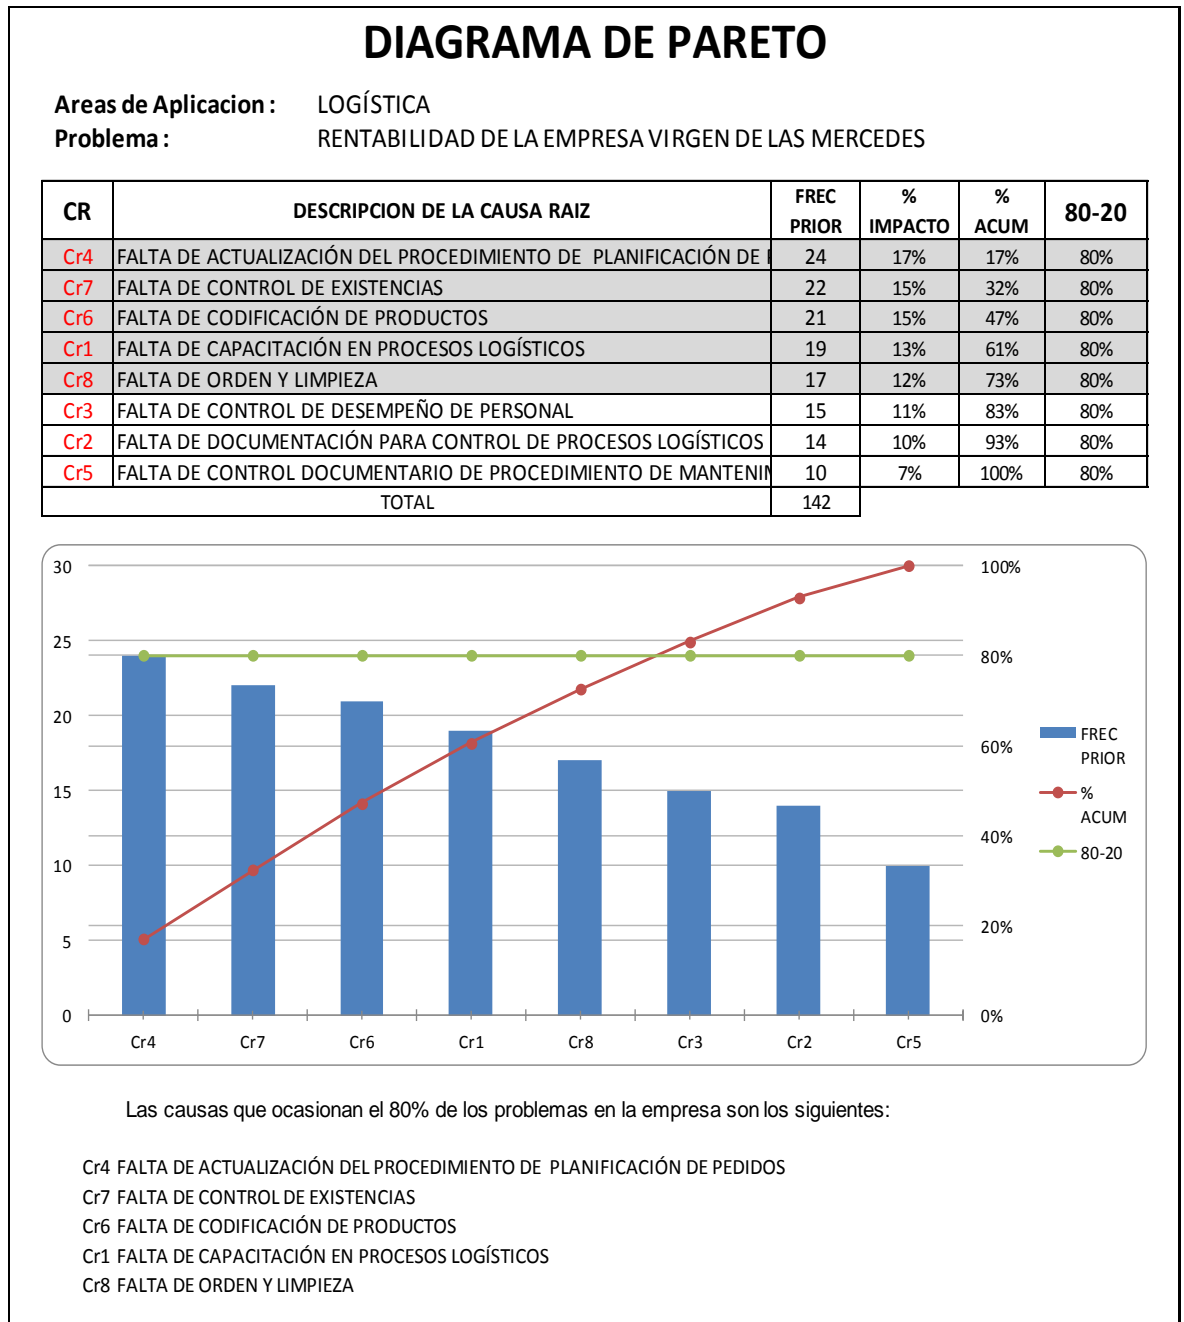 DIAGRAMA DE PARETO
Areas de Aplicacion : LOGÍSTICA
Problema : RENTABILIDAD DE LA EMPRESA VIRGEN DE LAS MERCEDES
CR DESCRIPCION DE LA CAUSA RAIZ FREC PRIOR % IMPACTO % ACUM 80-20
Cr4 FALTA DE ACTUALIZACIÓN DEL PROCEDIMIENTO DE PLANIFICACIÓN DE 24 17% 17% 80%
Cr7 FALTA DE CONTROL DE EXISTENCIAS 22 15% 32% 80%
Cr6 FALTA DE CODIFICACIÓN DE PRODUCTOS 21 15% 47% 80%
Cr1 FALTA DE CAPACITACIÓN EN PROCESOS LOGÍSTICOS 19 13% 61% 80%
Cr8 FALTA DE ORDEN Y LIMPIEZA 17 12% 73% 80%
Cr3 FALTA DE CONTROL DE DESEMPEÑO DE PERSONAL 15 11% 83% 80%
Cr2 FALTA DE DOCUMENTACIÓN PARA CONTROL DE PROCESOS LOGÍSTICOS 14 10% 93% 80%
Cr5 FALTA DE CONTROL DOCUMENTARIO DE PROCEDIMIENTO DE 10 7% 100% 80%
TOTAL 142
30 100%
25
80%
20
60%
15
40%
10
20%
5
0 0%
Cr4 Cr7 Cr6 Cr1 Cr8 Cr3 Cr2 Cr5
FREC
PRIOR
%
ACUM
80-20
Las causas que ocasionan el 80% de los problemas en la empresa son los siguientes:
Cr4 FALTA DE ACTUALIZACIÓN DEL PROCEDIMIENTO DE PLANIFICACIÓN DE PEDIDOS
Cr7 FALTA DE CONTROL DE EXISTENCIAS
Cr6 FALTA DE CODIFICACIÓN DE PRODUCTOS
Cr1 FALTA DE CAPACITACIÓN EN PROCESOS LOGÍSTICOS
Cr8 FALTA DE ORDEN Y LIMPIEZA